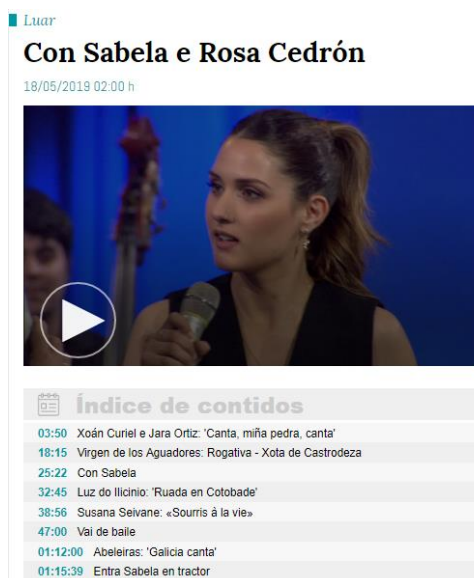 Luar
Con Sabela e Rosa Cedrón
18/05/2019 02:00 h
Índice de contidos
03:50 Xoán Curiel e Jara Ortiz: 'Canta, miña pedra, canta'
18:15 Virgen de los Aguadores: Rogativa - Xota de Castrodeza
25:22 Con Sabela
32:45 Luz do Ilicinio: 'Ruada en Cotobade'
38:56 Susana Seivane: «Sourris à la vie»
47:00 Vai de baile
01:12:00 Abeleiras: 'Galicia canta'
01:15:39 Entra Sabela en tractor